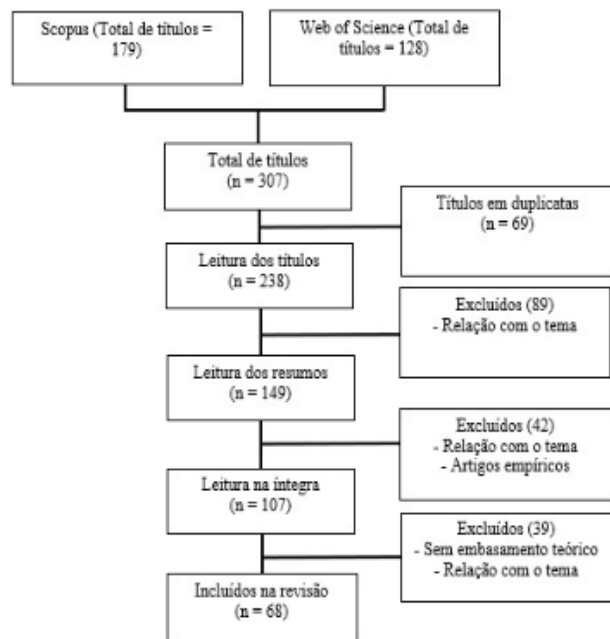 Scopus (Total de títulos =
179)
Web of Science (Total de
títulos = 128)
Total de títulos
(n = 307)
Títulos em duplicatas
(n = 69)
Leitura dos títulos
(n = 238)
Excluídos (89)
- Relação com o tema
Leitura dos resumos
(n = 149)
Excluídos (42)
- Relação com o tema
- Artigos empíricos
Leitura na íntegra
(n = 107)
Excluídos (39)
- Sem embasamento teórico
- Relação com o tema
Incluídos na revisão
(n = 68)